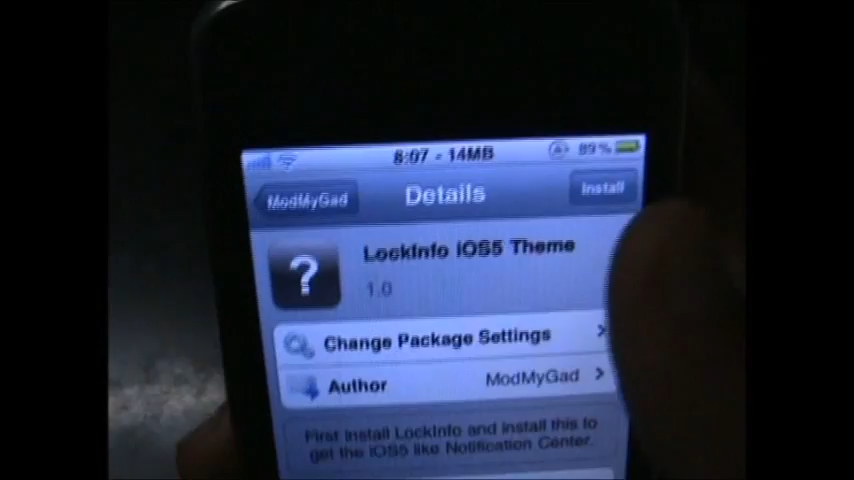 8:07 - 14MB
89%
ModMyGad
Details
Install
?
LockInfo iOS5 Theme
1.0
Change Package Settings
Author
ModMyGad
First install LockInfo and install this to
get the iOS5 like Notification Center.